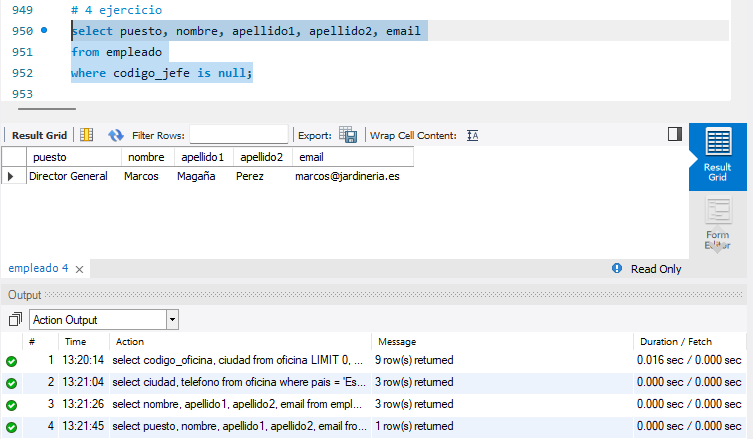 949 # 4 ejercicio
950 select puesto, nombre, apellido1, apellido2, email
951 from empleado
952 where codigo_jefe is null;
953
Result Grid Filter Rows: Export: Wrap Cell Content:
puesto nombre apellido1 apellido2 email
Director General Marcos Magaña Perez marcos@jardineria.es
Result
Grid
Form
Editor
empleado 4 Read Only
Output
Action Output
# Time Action Message Duration / Fetch
1 13:20:14 select codigo_oficina, ciudad from oficina LIMIT 0, ... 9 row(s) returned 0.016 sec / 0.000 sec
2 13:21:04 select ciudad, telefono from oficina where pais = 'Es... 3 row(s) returned 0.000 sec / 0.000 sec
3 13:21:26 select nombre, apellido1, apellido2, email from empl... 3 row(s) returned 0.000 sec / 0.000 sec
4 13:21:45 select puesto, nombre, apellido1, apellido2, email fro... 1 row(s) returned 0.000 sec / 0.000 sec